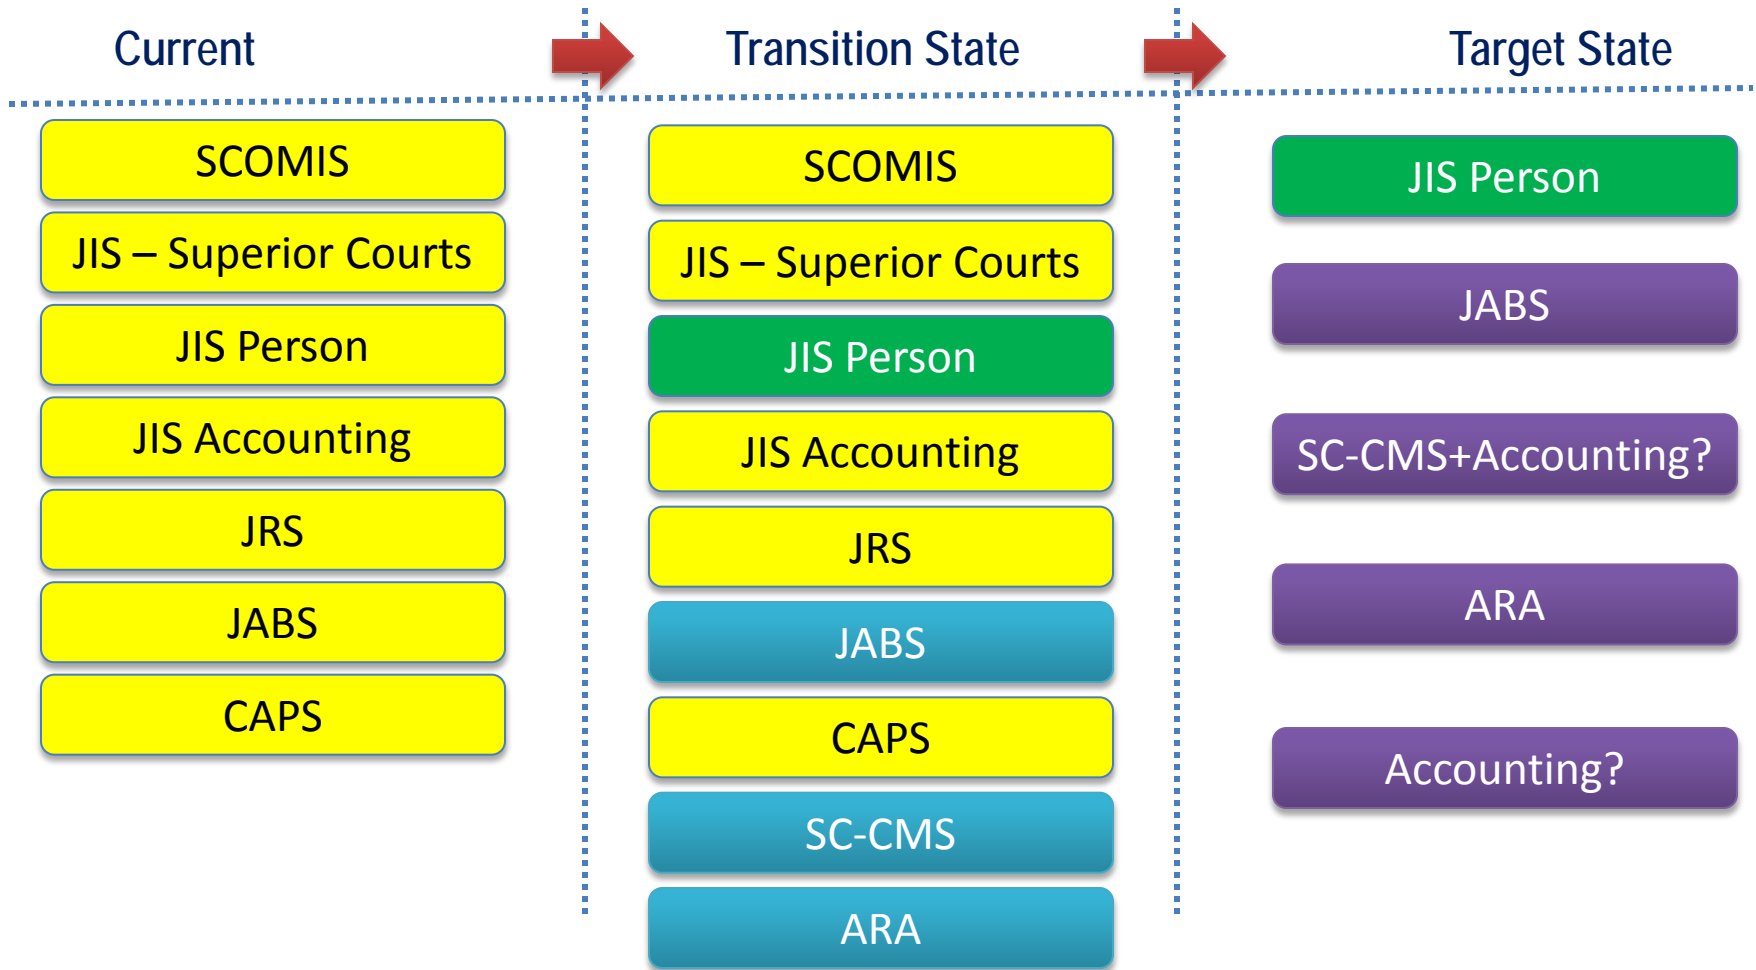 Current
Transition State
Target State
SCOMIS
JIS – Superior Courts
JIS Person
JIS Accounting
JRS
JABS
CAPS
SCOMIS
JIS – Superior Courts
JIS Person
JIS Accounting
JRS
JABS
CAPS
SC-CMS
ARA
JIS Person
JABS
SC-CMS+Accounting?
ARA
Accounting?